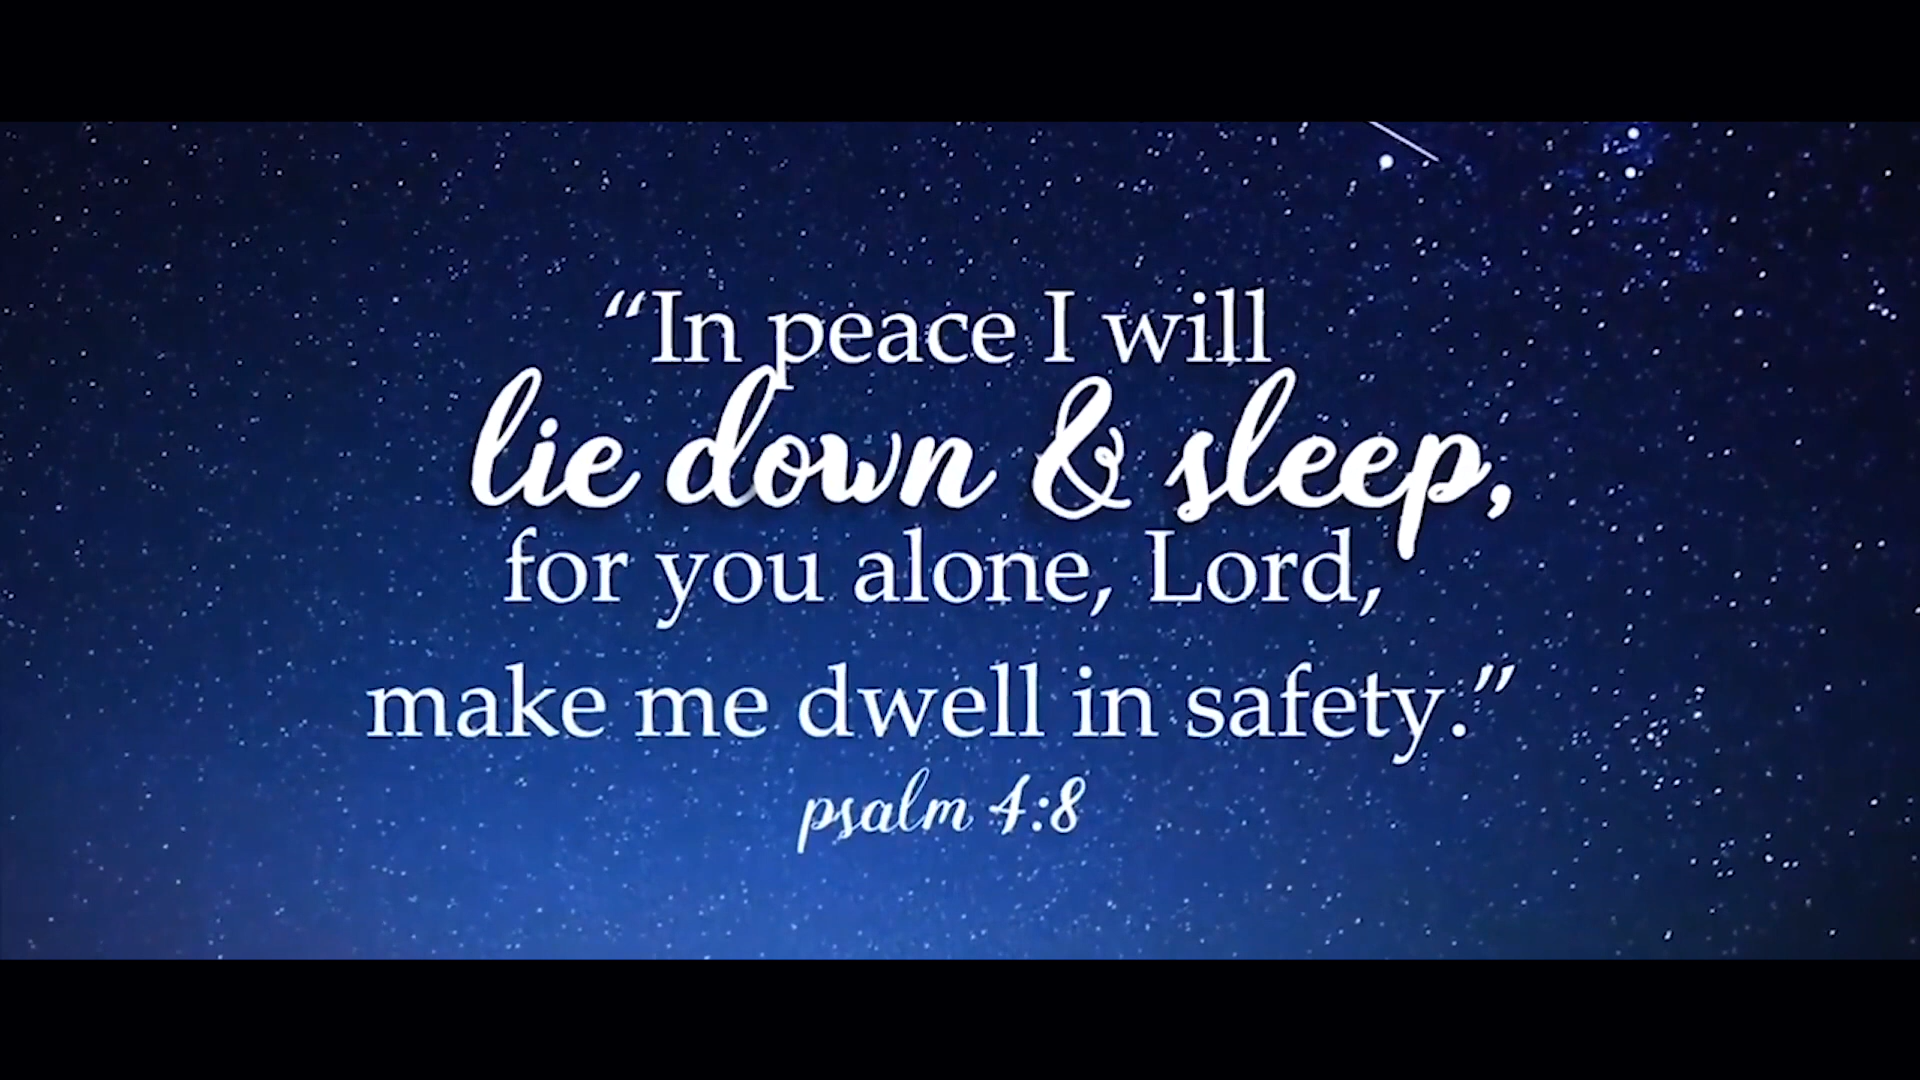 “In peace I will
lie down & sleep,
for you alone, Lord,
make me dwell in safety.”
psalm 4:8